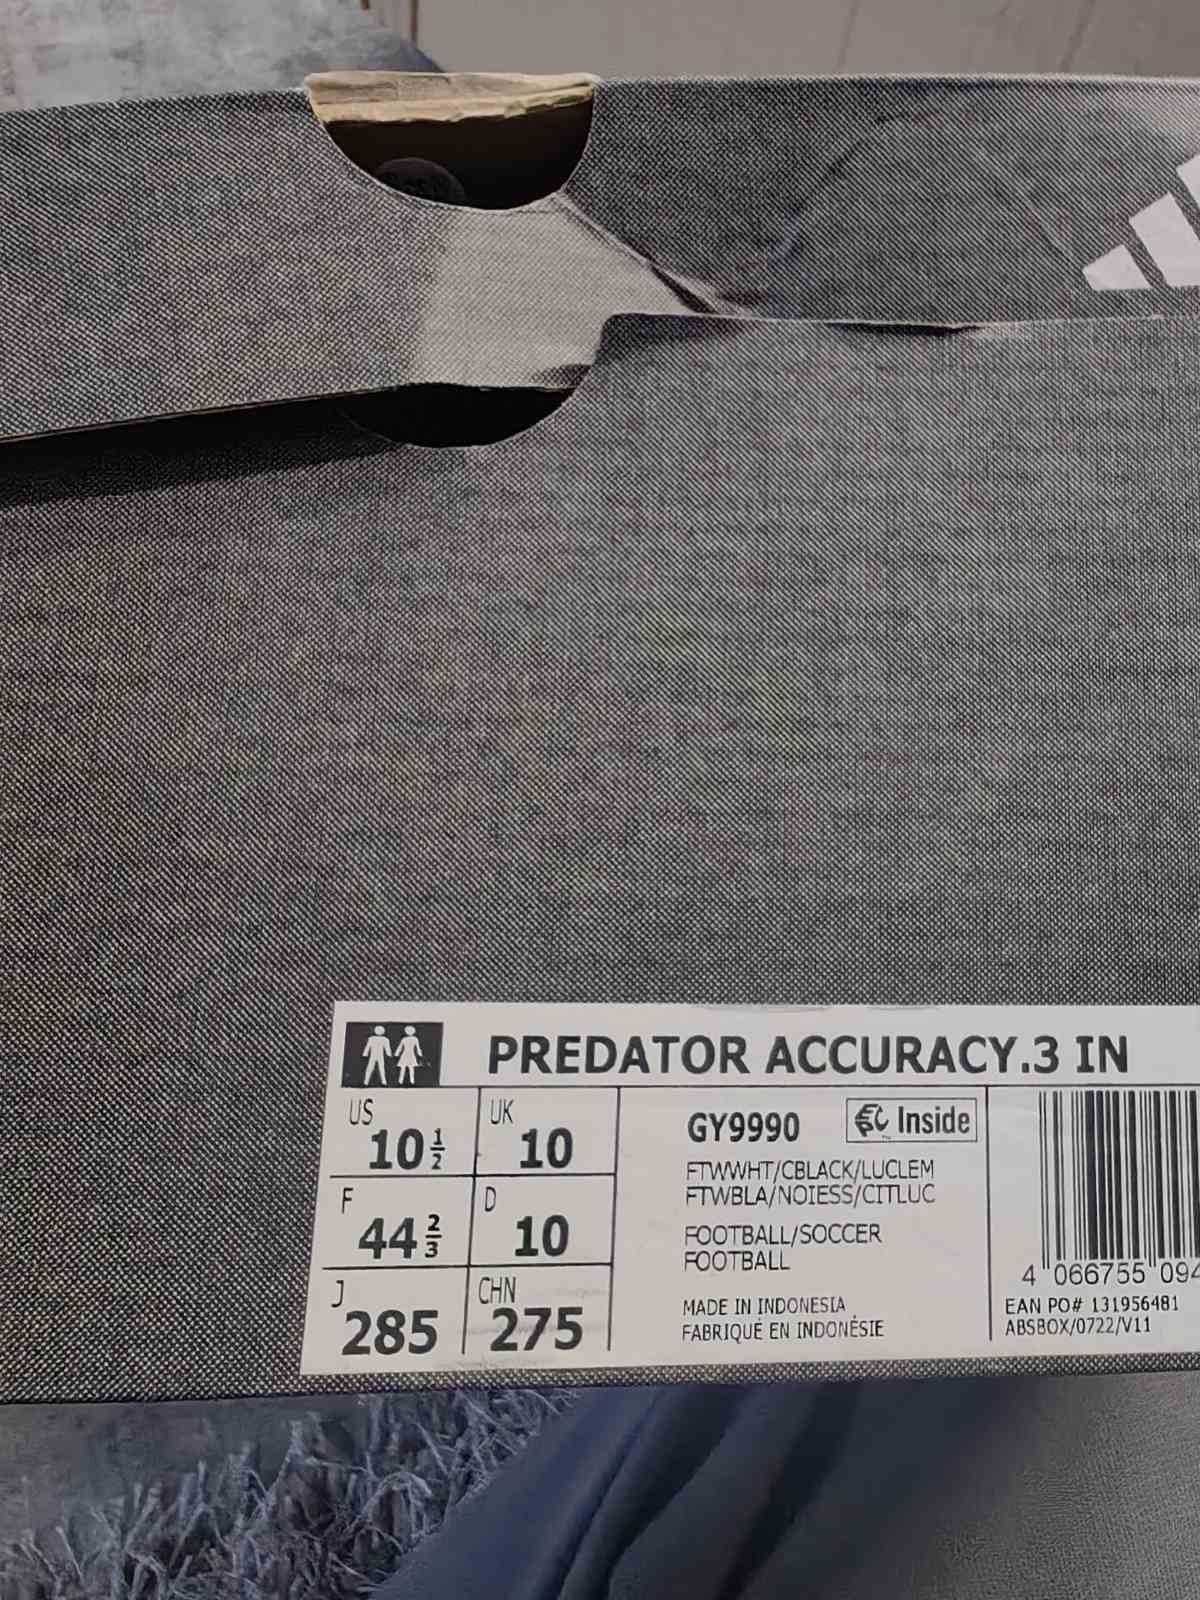 PREDATOR ACCURACY.3 IN
US
10 1/2
UK
10
F
44 2/3
D
10
J
285
CHN
275
GY9990
Inside
FTWWHT/CBLACK/LUCLEM
FTWBLA/NOIESS/CITLUC
FOOTBALL/SOCCER
FOOTBALL
MADE IN INDONESIA
FABRIQUÉ EN INDONÉSIE
4 066755 094
EAN PO# 131956481
ABSBOX/0722/V11